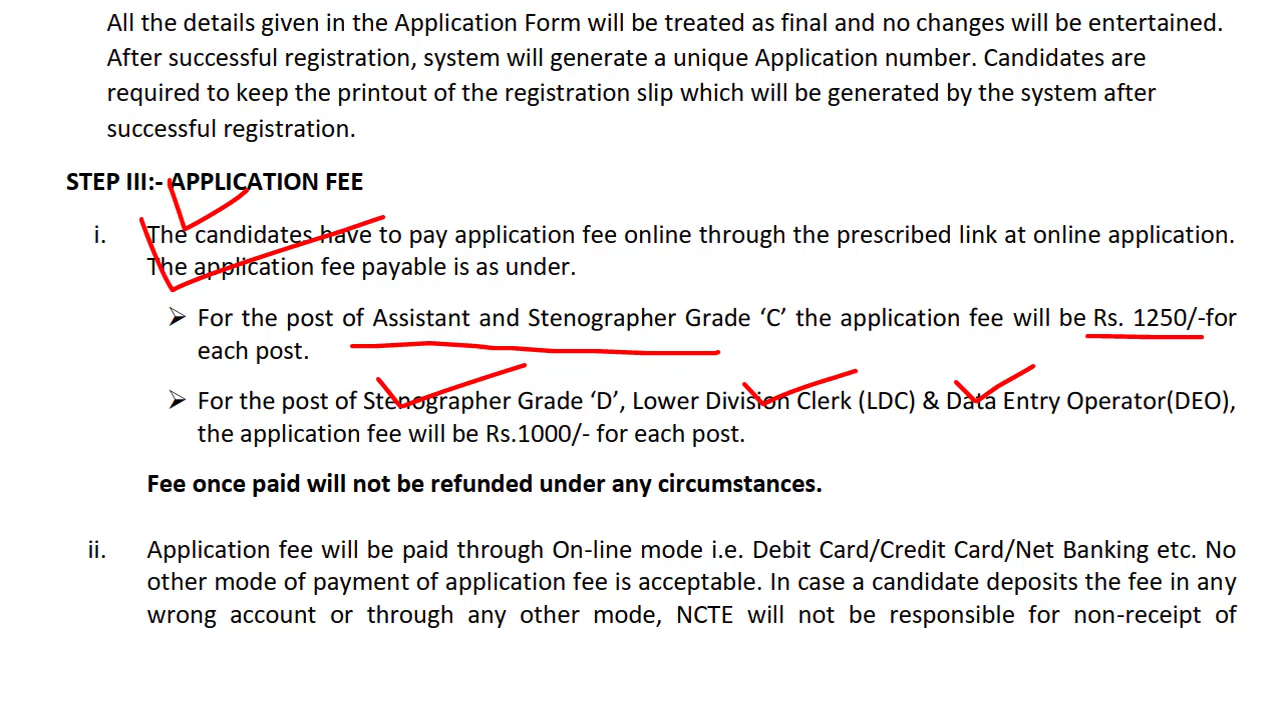 All the details given in the Application Form will be treated as final and no changes will be entertained.
After successful registration, system will generate a unique Application number. Candidates are
required to keep the printout of the registration slip which will be generated by the system after
successful registration.
STEP III:- APPLICATION FEE
i. The candidates have to pay application fee online through the prescribed link at online application.
The application fee payable is as under.
➢ For the post of Assistant and Stenographer Grade ‘C’ the application fee will be Rs. 1250/-for
each post.
➢ For the post of Stenographer Grade ‘D’, Lower Division Clerk (LDC) & Data Entry Operator(DEO),
the application fee will be Rs.1000/- for each post.
Fee once paid will not be refunded under any circumstances.
ii. Application fee will be paid through On-line mode i.e. Debit Card/Credit Card/Net Banking etc. No
other mode of payment of application fee is acceptable. In case a candidate deposits the fee in any
wrong account or through any other mode, NCTE will not be responsible for non-receipt of